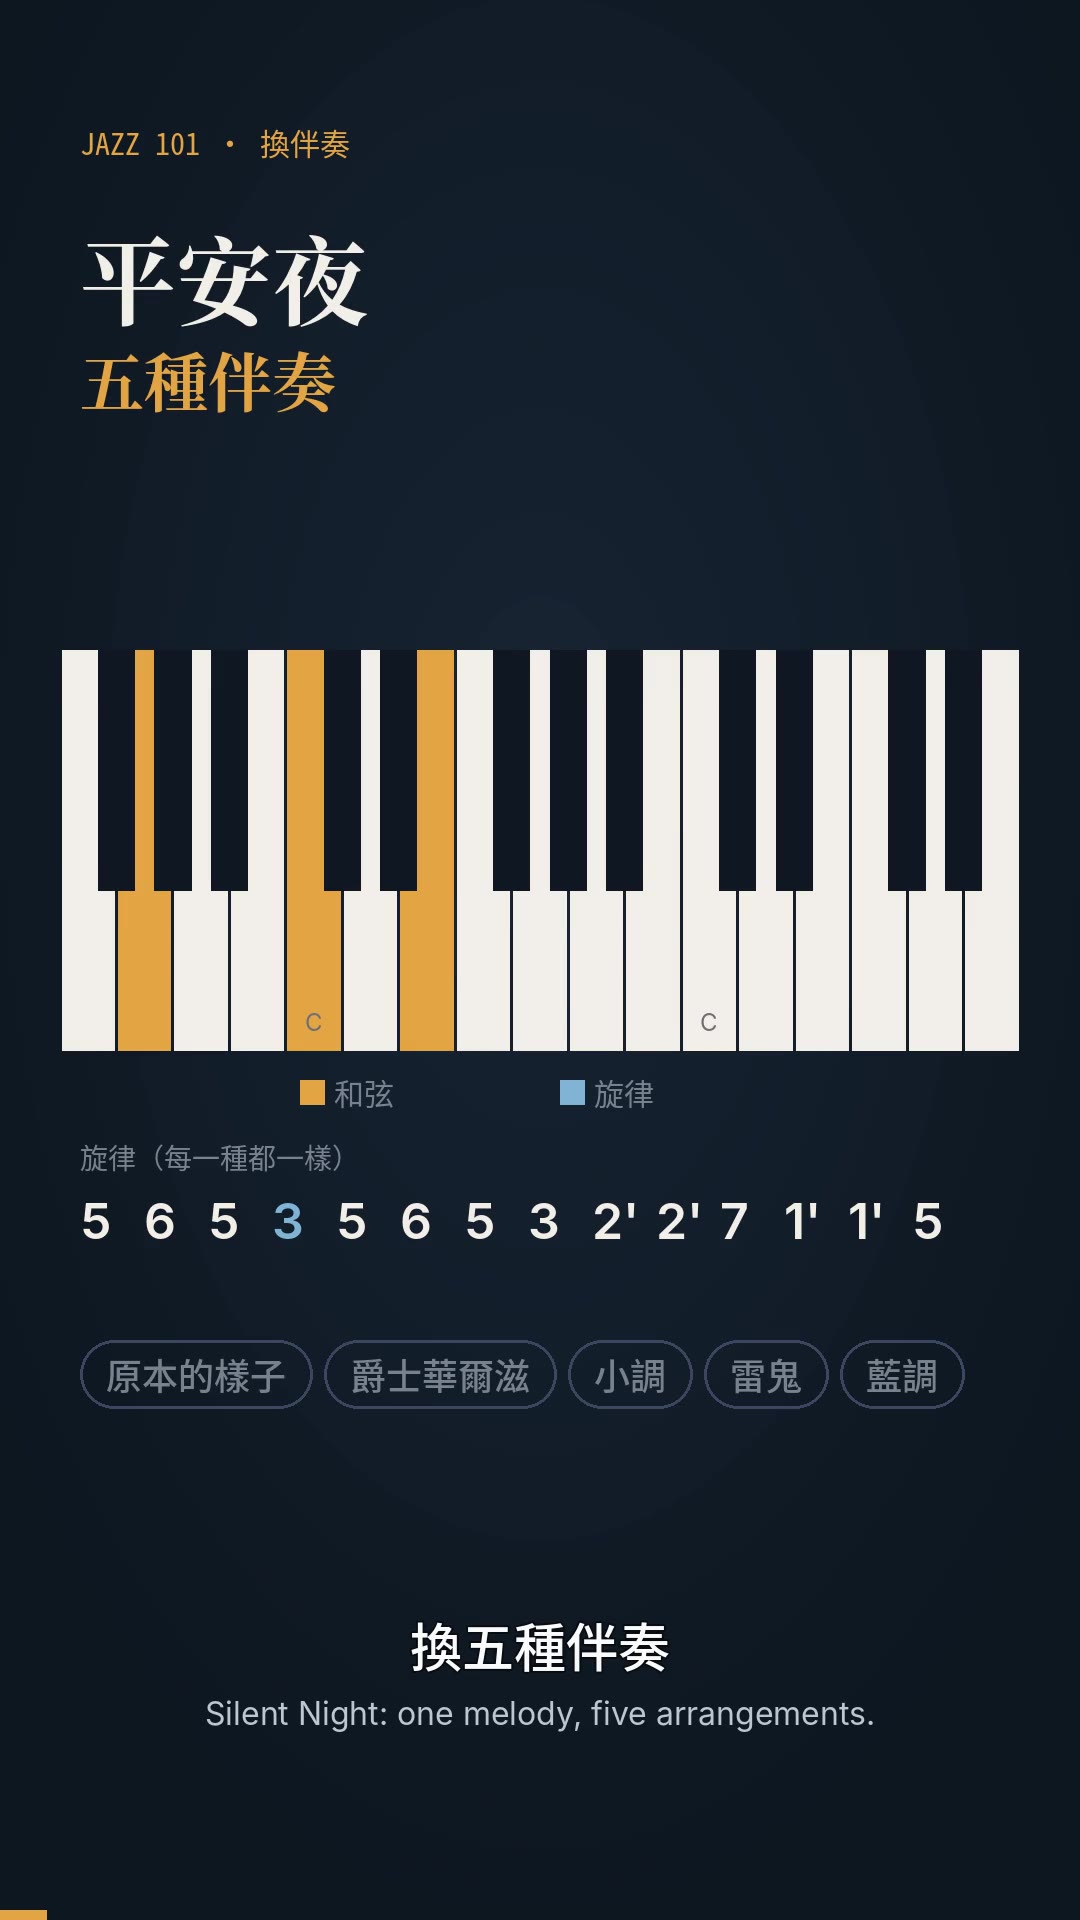 JAZZ 101 · 換伴奏
平安夜
五種伴奏
C C
和弦 旋律
旋律（每一種都一樣）
5 6 5 3 5 6 5 3 2' 2' 7 1' 1' 5
原本的樣子 爵士華爾滋 小調 雷鬼 藍調
換五種伴奏
Silent Night: one melody, five arrangements.